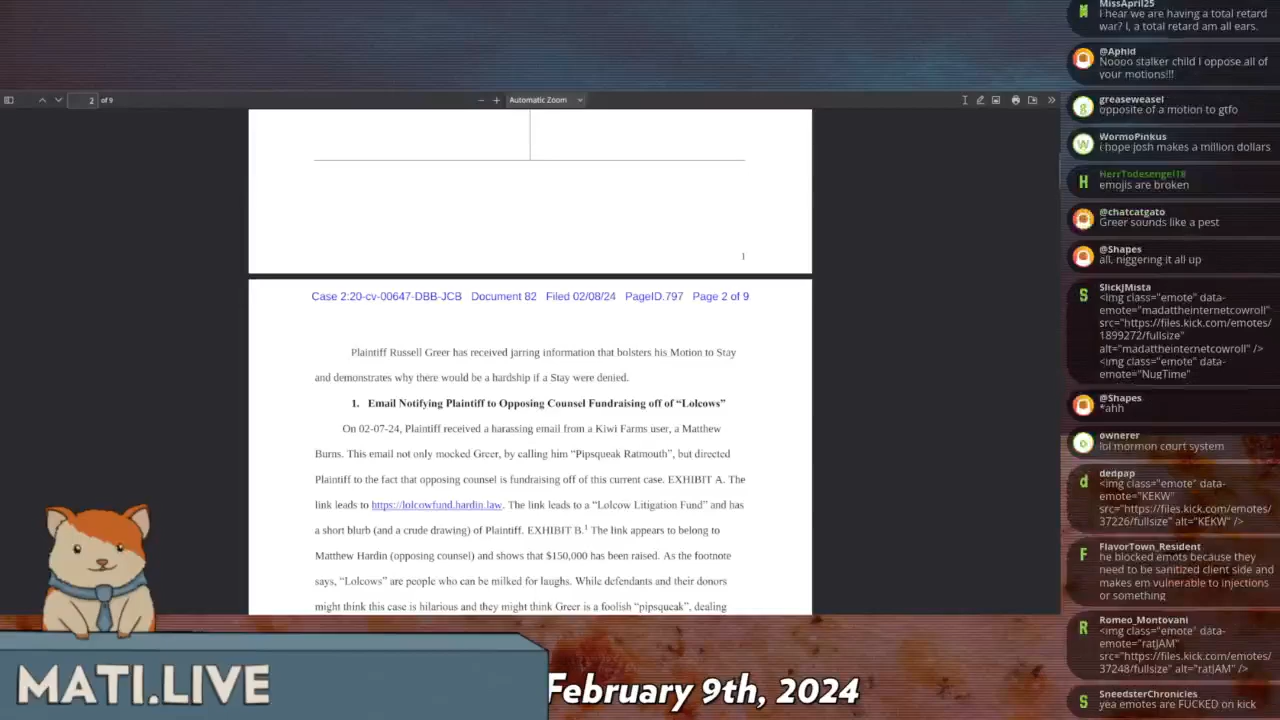 2 of 9
Automatic Zoom
1
Case 2:20-cv-00647-DBB-JCB Document 82 Filed 02/08/24 PageID.797 Page 2 of 9
Plaintiff Russell Greer has received jarring information that bolsters his Motion to Stay
and demonstrates why there would be a hardship if a Stay were denied.
1. Email Notifying Plaintiff to Opposing Counsel Fundraising off of “Lolcows”
On 02-07-24, Plaintiff received a harassing email from a Kiwi Farms user, a Matthew
Burns. This email not only mocked Greer, by calling him “Pipsqueak Ratmouth”, but directed
Plaintiff to the fact that opposing counsel is fundraising off of this current case. EXHIBIT A. The
link leads to https://lolcowfund.hardin.law. The link leads to a “Lolcow Litigation Fund” and has
a short blurb (and a crude drawing) of Plaintiff. EXHIBIT B.1 The link appears to belong to
Matthew Hardin (opposing counsel) and shows that $150,000 has been raised. As the footnote
says, “Lolcows” are people who can be milked for laughs. While defendants and their donors
might think this case is hilarious and they might think Greer is a foolish “pipsqueak”, dealing
MATI.LIVE
February 9th, 2024
MissApril25
I hear we are having a total retard
war? I, a total retard am all ears.
@Aphid
Noooo stalker child I oppose all of
your motions!!!
greaseweasel
opposite of a motion to gtfo
WormoPinkus
i hope josh makes a million dollars
HerrTodesengel18
emojis are broken
@chatcatgato
Greer sounds like a pest
@Shapes
all, niggering it all up
SlickJMista
<img class="emote" data-
emote="madattheinternetcowroll"
src="https://files.kick.com/emotes/
1899272/fullsize"
alt="madattheinternetcowroll" />
<img class="emote" data-
emote="NugTime"
@Shapes
*ahh
ownerer
lol mormon court system
dedpap
<img class="emote" data-
emote="KEKW"
src="https://files.kick.com/emotes/
37226/fullsize" alt="KEKW" />
FlavorTown_Resident
he blocked emots because they
need to be sanitized client side and
makes em vulnerable to injections
or something
Romeo_Montovani
<img class="emote" data-
emote="ratJAM"
src="https://files.kick.com/emotes/
37248/fullsize" alt="ratJAM" />
SneedsterChronicles
yea emotes are FUCKED on kick